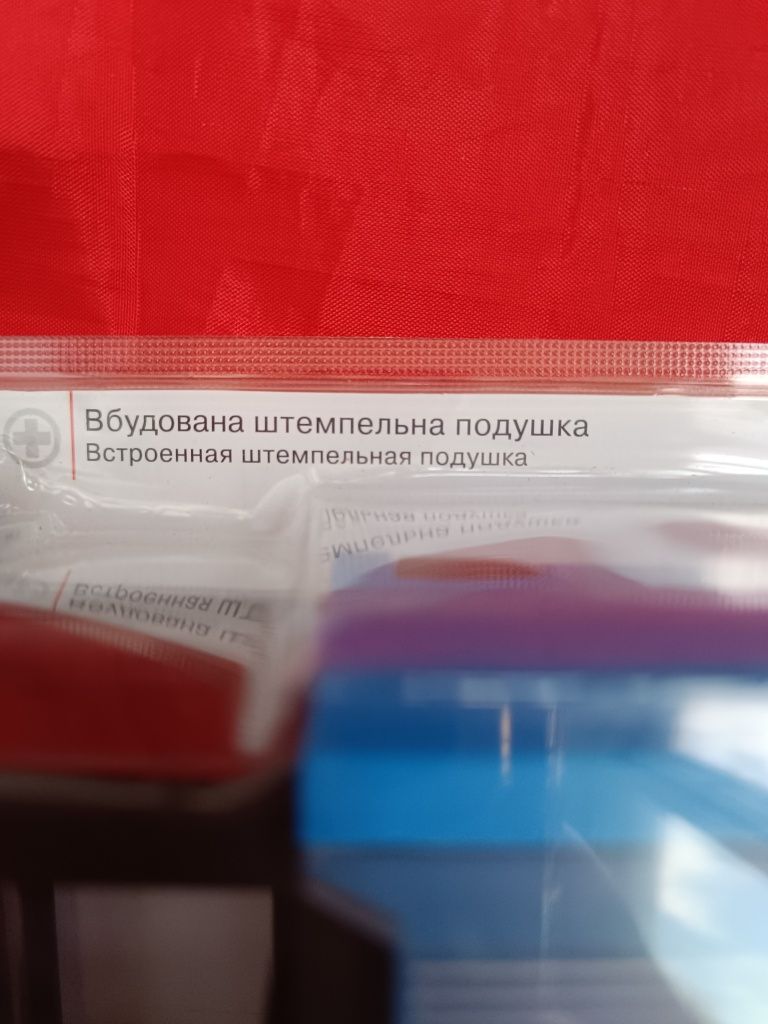 Вбудована штемпельна подушка
Встроенная штемпельная подушка